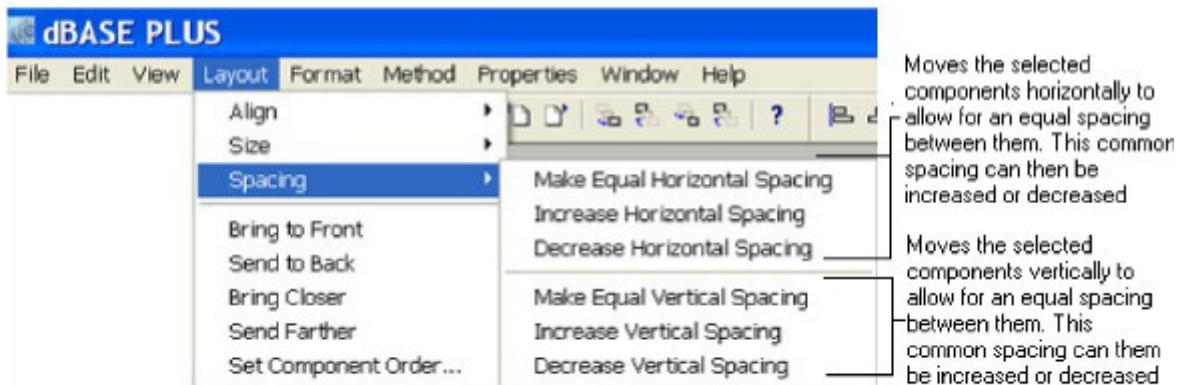 dBASE PLUS
File Edit View Layout Format Method Properties Window Help
Align
Size
Spacing
Bring to Front
Send to Back
Bring Closer
Send Farther
Set Component Order...
Make Equal Horizontal Spacing
Increase Horizontal Spacing
Decrease Horizontal Spacing
Make Equal Vertical Spacing
Increase Vertical Spacing
Decrease Vertical Spacing
Moves the selected
components horizontally to
allow for an equal spacing
between them. This common
spacing can then be
increased or decreased
Moves the selected
components vertically to
allow for an equal spacing
between them. This
common spacing can them
be increased or decreased